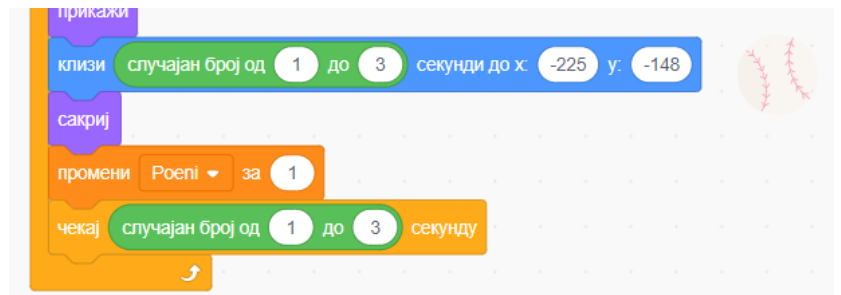 прикажи
клизи случајан број од 1 до 3 секунди до x: -225 y: -148
сакриј
промени Poeni за 1
чекај случајан број од 1 до 3 секунду